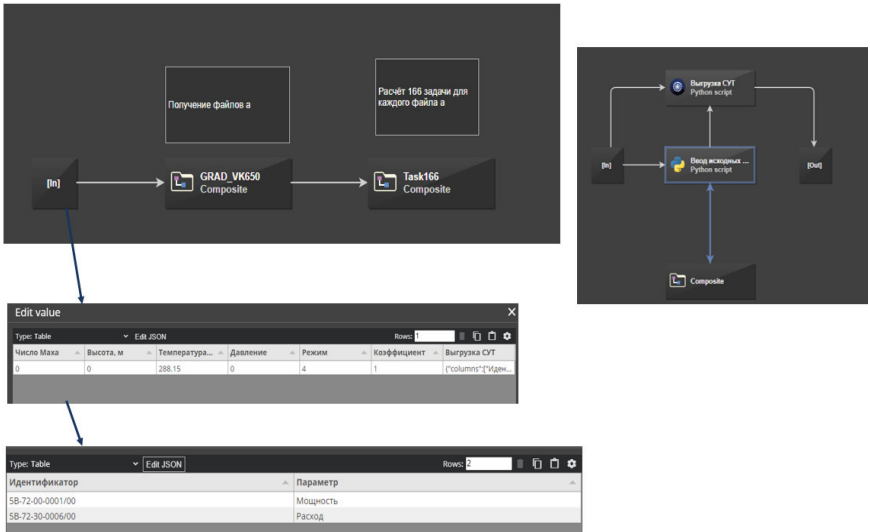 Получение файлов а
Расчёт 166 задачи для
каждого файла а
[In]
GRAD_VK650
Composite
Task166
Composite
Выгрузка СУТ
Python script
[In]
Ввод исходных ...
Python script
[Out]
Composite
Edit value
Type: Table Edit JSON Rows: 1
Число Маха Высота, м Температура... Давление Режим Коэффициент Выгрузка СУТ
0 0 288.15 0 4 1 {"columns":["Иден...
Type: Table Edit JSON Rows: 2
Идентификатор Параметр
5B-72-00-0001/00 Мощность
5B-72-30-0006/00 Расход